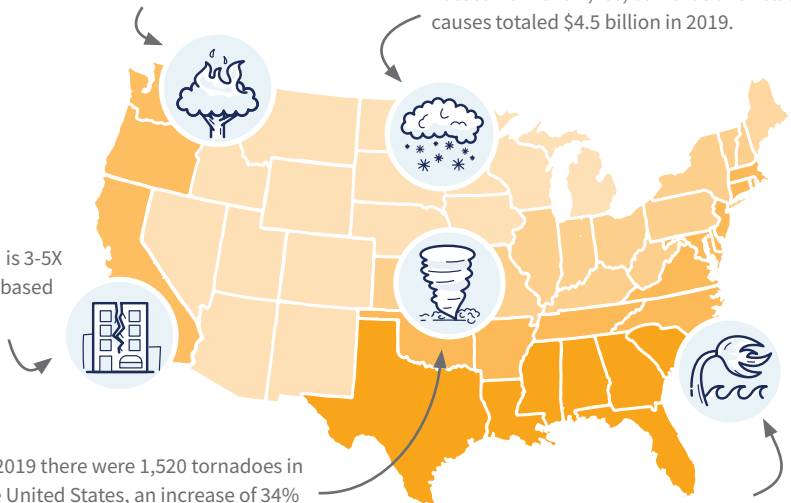 causes totaled $4.5 billion in 2019.
is 3-5X
based
2019 there were 1,520 tornadoes in
United States, an increase of 34%